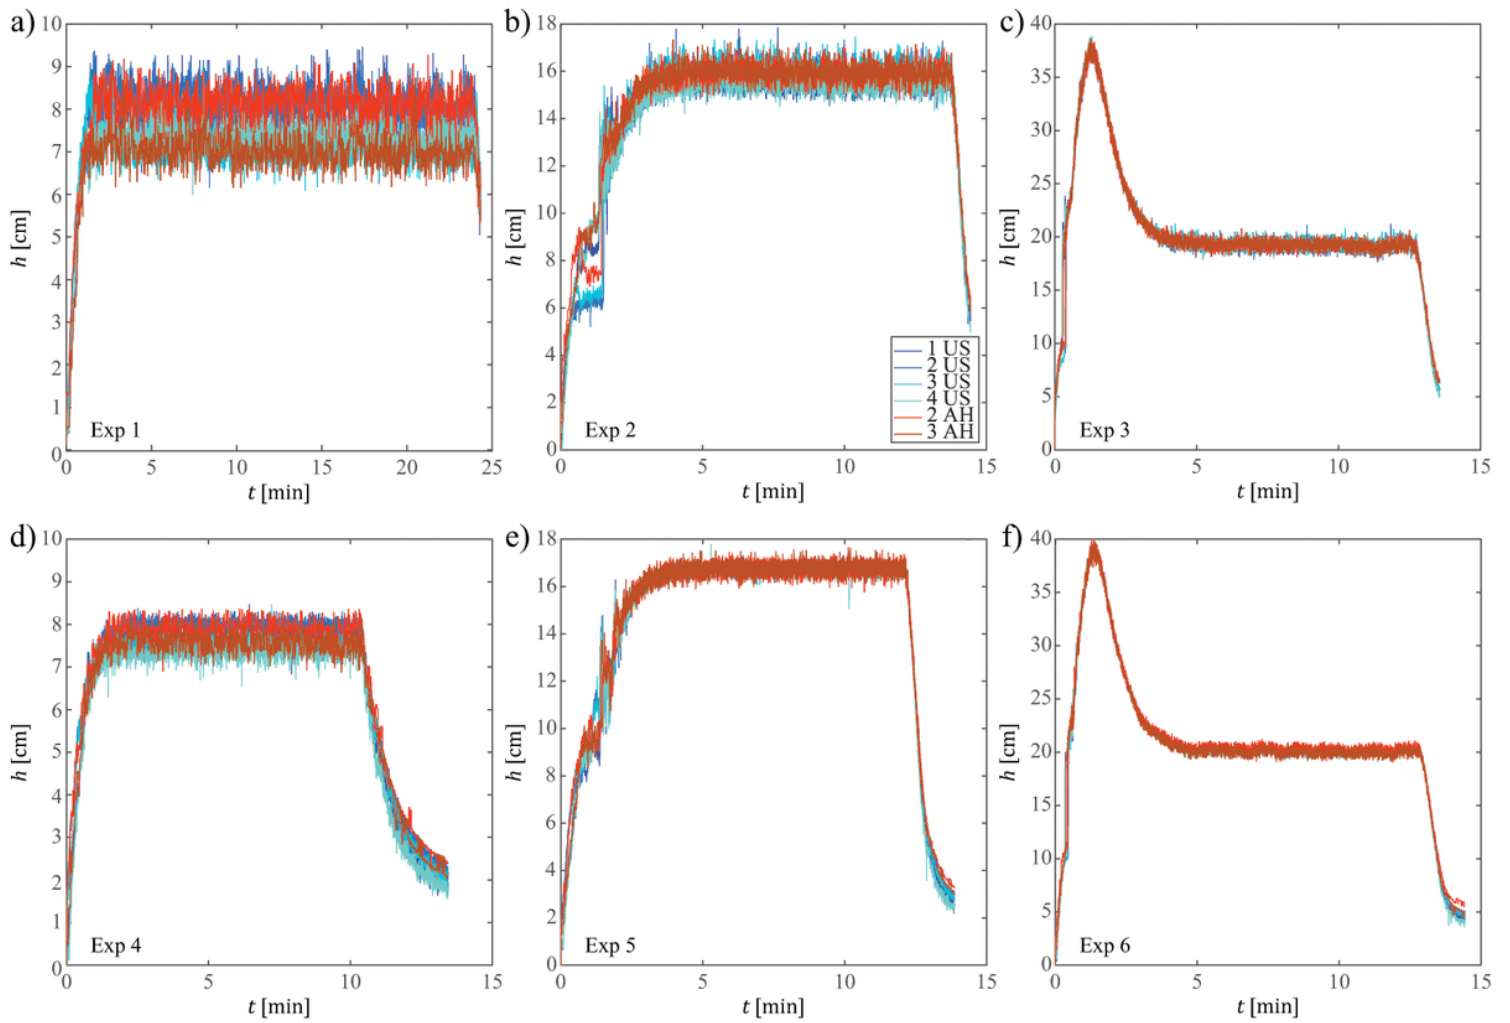 a)
10
9
8
7
6
5
4
3
2
1
0
h [cm]
Exp 1
0 5 10 15 20 25
t [min]
b)
18
16
14
12
10
8
6
4
2
0
h [cm]
Exp 2
1 US
2 US
3 US
4 US
2 AH
3 AH
0 5 10 15
t [min]
c)
40
35
30
25
20
15
10
5
0
h [cm]
Exp 3
0 5 10 15
t [min]
d)
10
9
8
7
6
5
4
3
2
1
0
h [cm]
Exp 4
0 5 10 15
t [min]
e)
18
16
14
12
10
8
6
4
2
0
h [cm]
Exp 5
0 5 10 15
t [min]
f)
40
35
30
25
20
15
10
5
0
h [cm]
Exp 6
0 5 10 15
t [min]